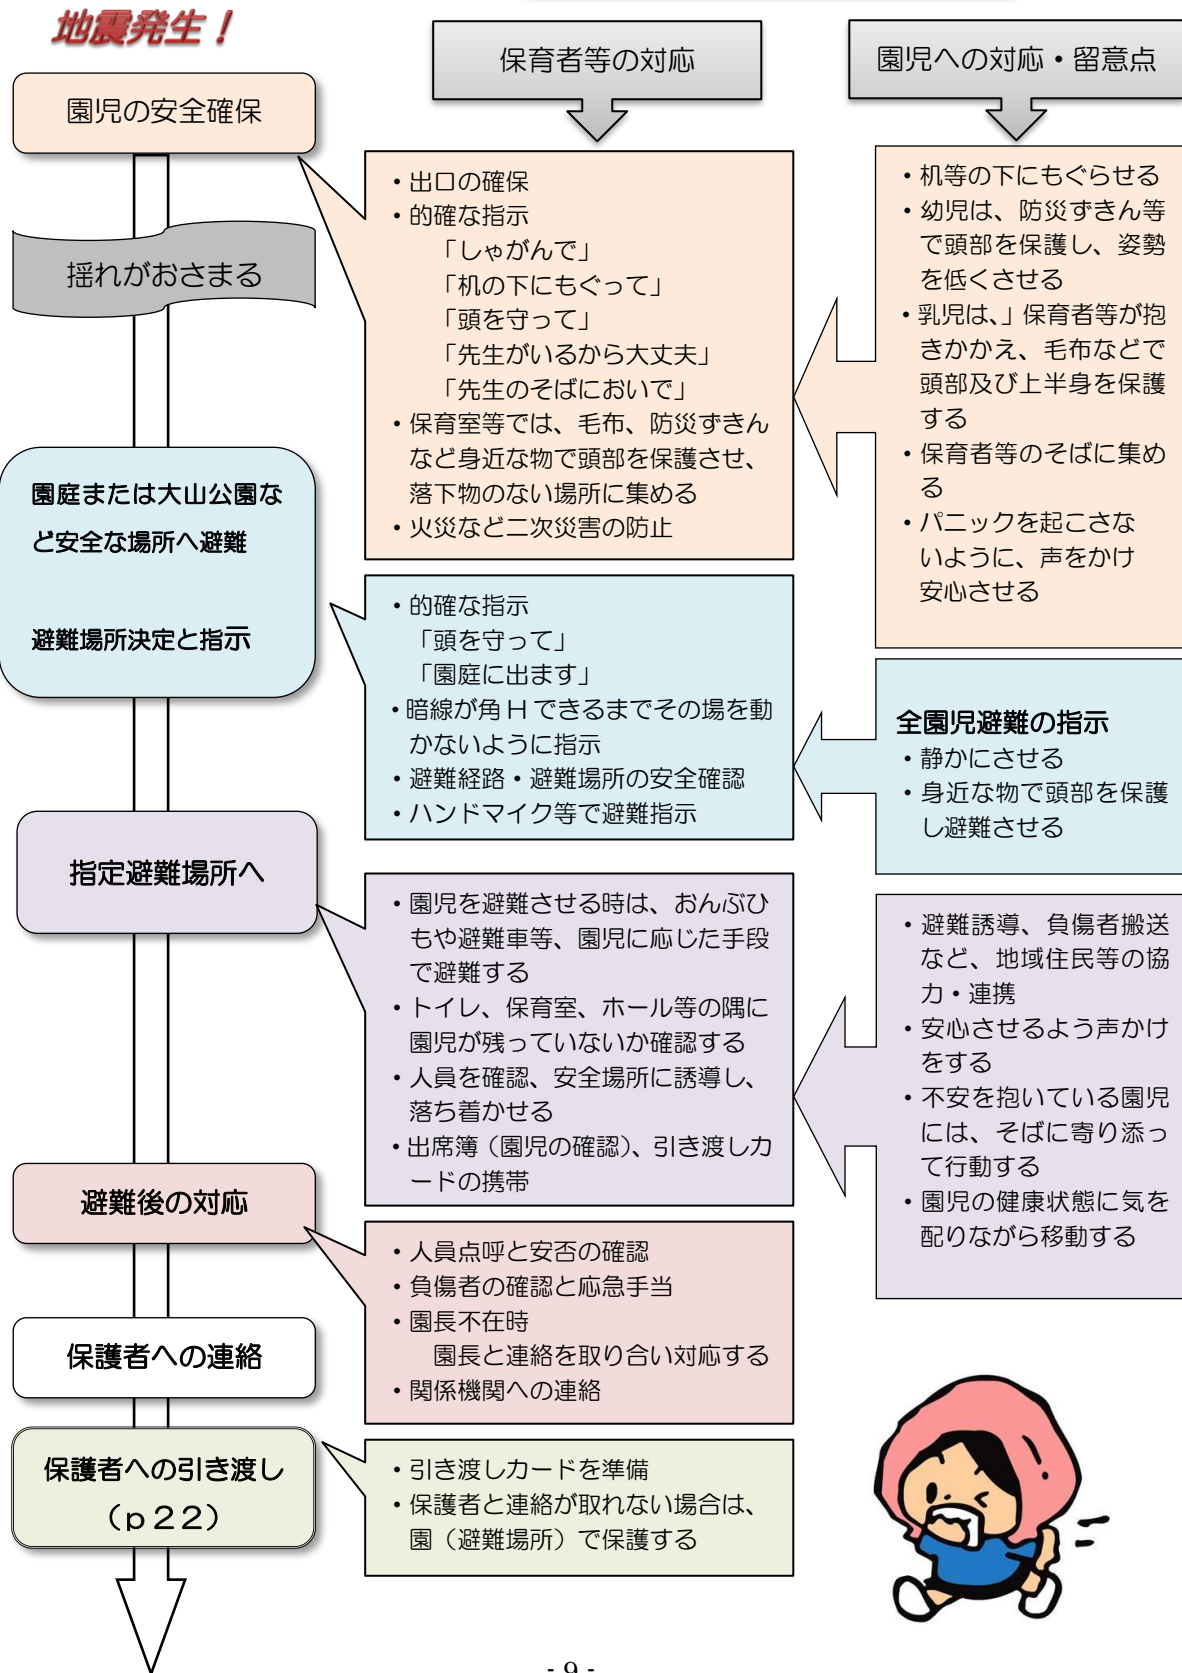 地震発生！
保育者等の対応
園児への対応・留意点
園児の安全確保
揺れがおさまる
園庭または大山公園な
ど安全な場所へ避難
避難場所決定と指示
指定避難場所へ
避難後の対応
保護者への連絡
保護者への引き渡し
（p２２）
・出口の確保
・的確な指示
「しゃがんで」
「机の下にもぐって」
「頭を守って」
「先生がいるから大丈夫」
「先生のそばにおいで」
・保育室等では、毛布、防災ずきん
など身近な物で頭部を保護させ、
落下物のない場所に集める
・火災など二次災害の防止
・机等の下にもぐらせる
・幼児は、防災ずきん等
で頭部を保護し、姿勢
を低くさせる
・乳児は、」保育者等が抱
きかかえ、毛布などで
頭部及び上半身を保護
する
・保育者等のそばに集め
る
・パニックを起こさな
いように、声をかけ
安心させる
・的確な指示
「頭を守って」
「園庭に出ます」
・暗線が角Hできるまでその場を動
かないように指示
・避難経路・避難場所の安全確認
・ハンドマイク等で避難指示
全園児避難の指示
・静かにさせる
・身近な物で頭部を保護
し避難させる
・園児を避難させる時は、おんぶひ
もや避難車等、園児に応じた手段
で避難する
・トイレ、保育室、ホール等の隅に
園児が残っていないか確認する
・人員を確認、安全場所に誘導し、
落ち着かせる
・出席簿（園児の確認）、引き渡しカ
ードの携帯
・避難誘導、負傷者搬送
など、地域住民等の協
力・連携
・安心させるよう声かけ
をする
・不安を抱いている園児
には、そばに寄り添っ
て行動する
・園児の健康状態に気を
配りながら移動する
・人員点呼と安否の確認
・負傷者の確認と応急手当
・園長不在時
園長と連絡を取り合い対応する
・関係機関への連絡
・引き渡しカードを準備
・保護者と連絡が取れない場合は、
園（避難場所）で保護する
- 9 -